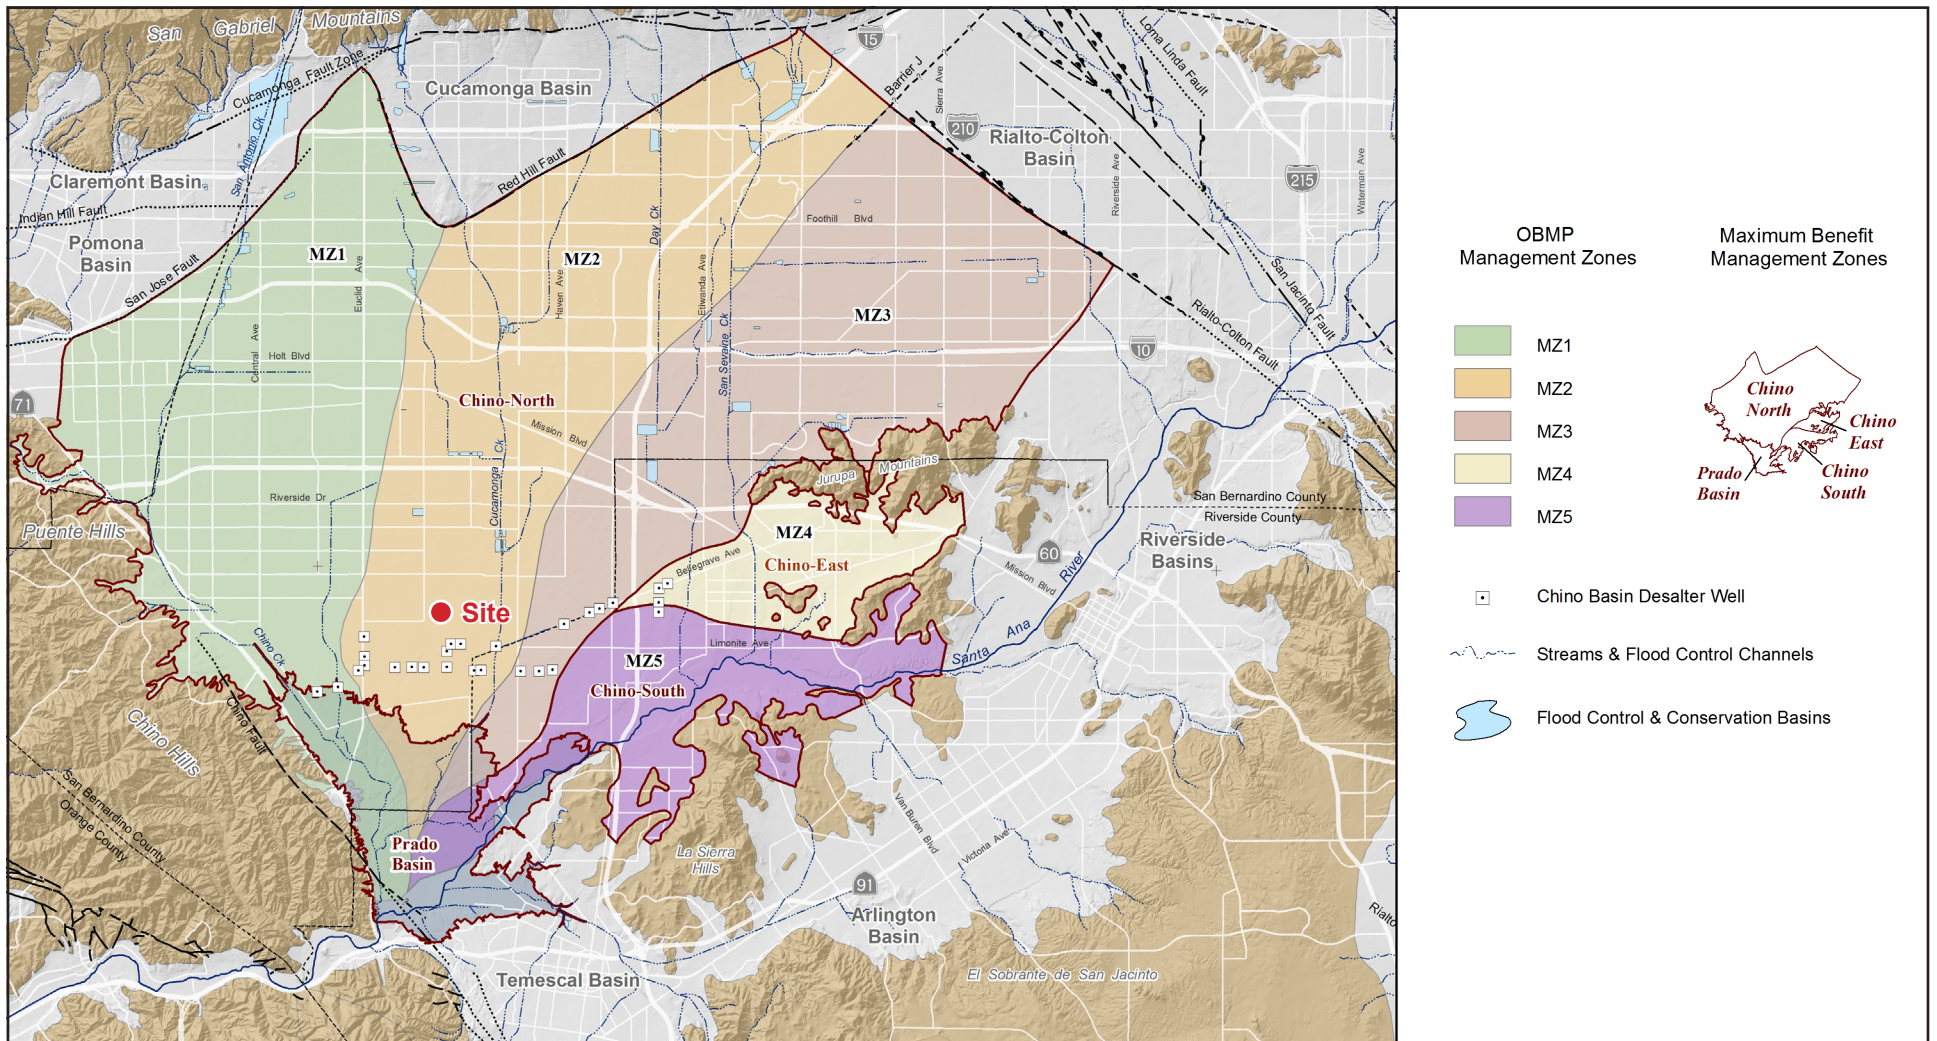 San Gabriel Mountains
15
Cucamonga Fault Zone
Cucamonga Basin
Barrier J
Sierra Ave
Loma Linda Fault
San Antonio Ck
210
Rialto-Colton
Basin
Claremont Basin
Red Hill Fault
Riverside Ave
215
Waterman Ave
Indian Hill Fault
Pomona
Basin
San Jose Fault
MZ1
Euclid Ave
MZ2
Haven Ave
Day Ck
Etiwanda Ave
Foothill Blvd
San Sevaine Ck
MZ3
San Jacinto Fault
Rialto-Colton Fault
10
Central Ave
Holt Blvd
71
Chino-North
Mission Blvd
Cucamonga Ck
Jurupa Mountains
Riverside Dr
San Bernardino County
Riverside County
Puente Hills
MZ4
Chino-East
Bellegrave Ave
60
Mission Blvd
Riverside
Basins
Site
Chino Ck
Limonite Ave
Santa Ana River
MZ5
Chino-South
Chino Fault
Chino Hills
San Bernardino County
Orange County
Prado
Basin
La Sierra
Hills
Van Buren Blvd
Victoria Ave
91
Arlington
Basin
Rialto
Temescal Basin
El Sobrante de San Jacinto
OBMP
Management Zones
MZ1
MZ2
MZ3
MZ4
MZ5
Maximum Benefit
Management Zones
Chino
North
Chino
East
Prado
Basin
Chino
South
Chino Basin Desalter Well
Streams & Flood Control Channels
Flood Control & Conservation Basins